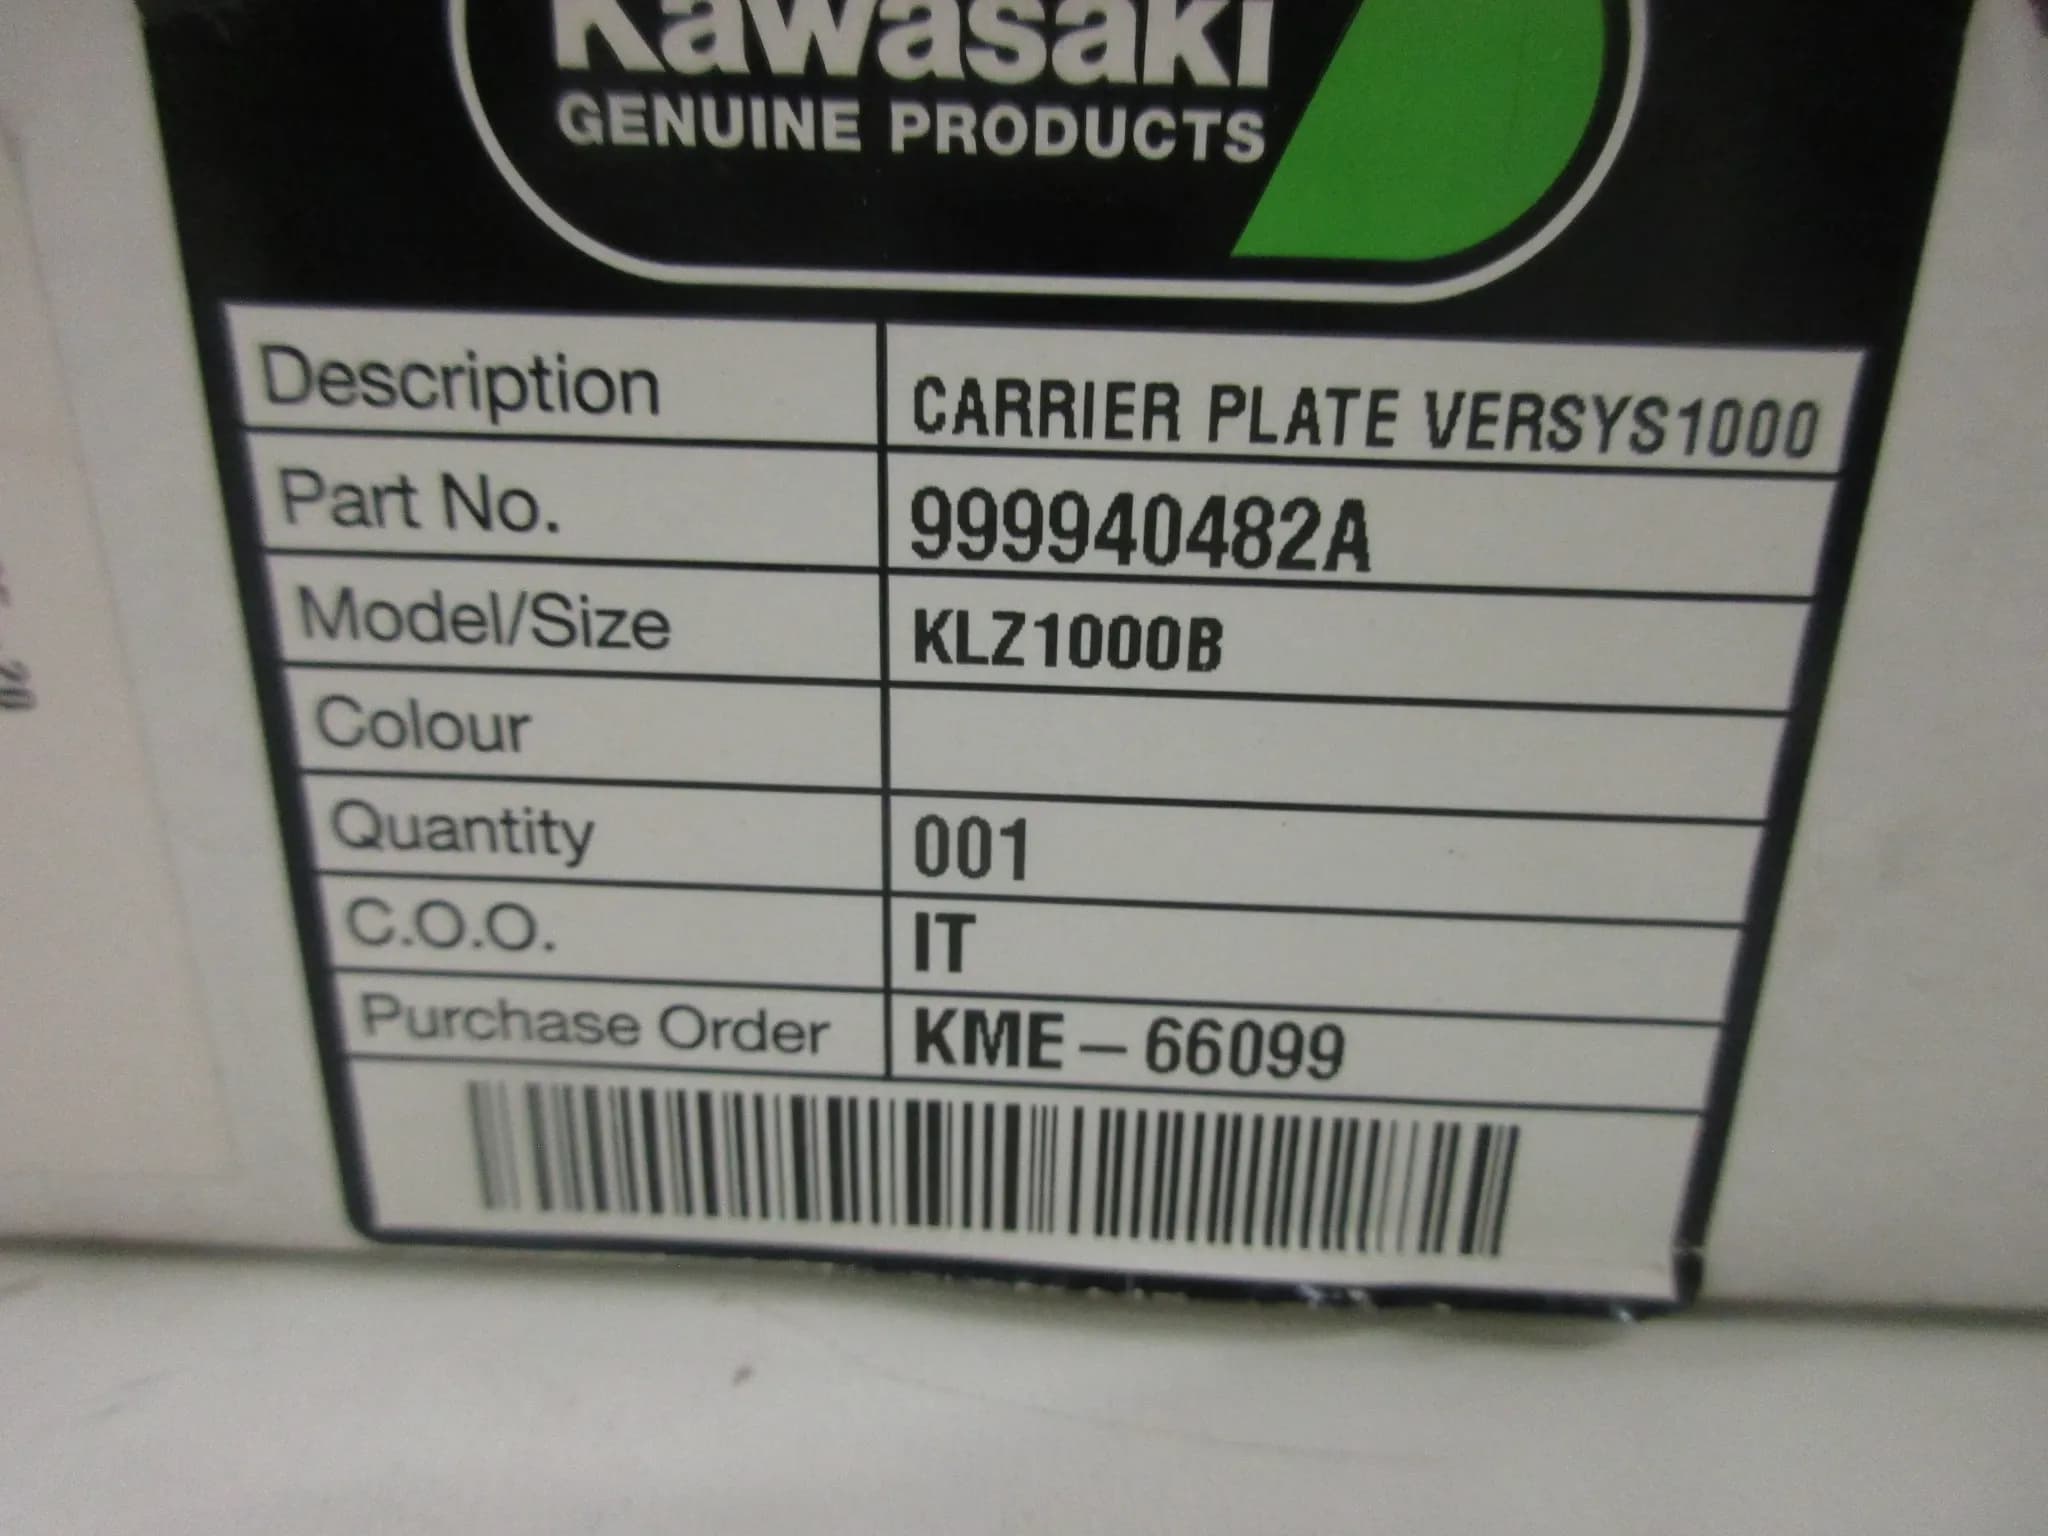 Kawasaki
GENUINE PRODUCTS
Description CARRIER PLATE VERSYS1000
Part No. 999940482A
Model/Size KLZ1000B
Colour
Quantity 001
C.O.O. IT
Purchase Order KME-66099